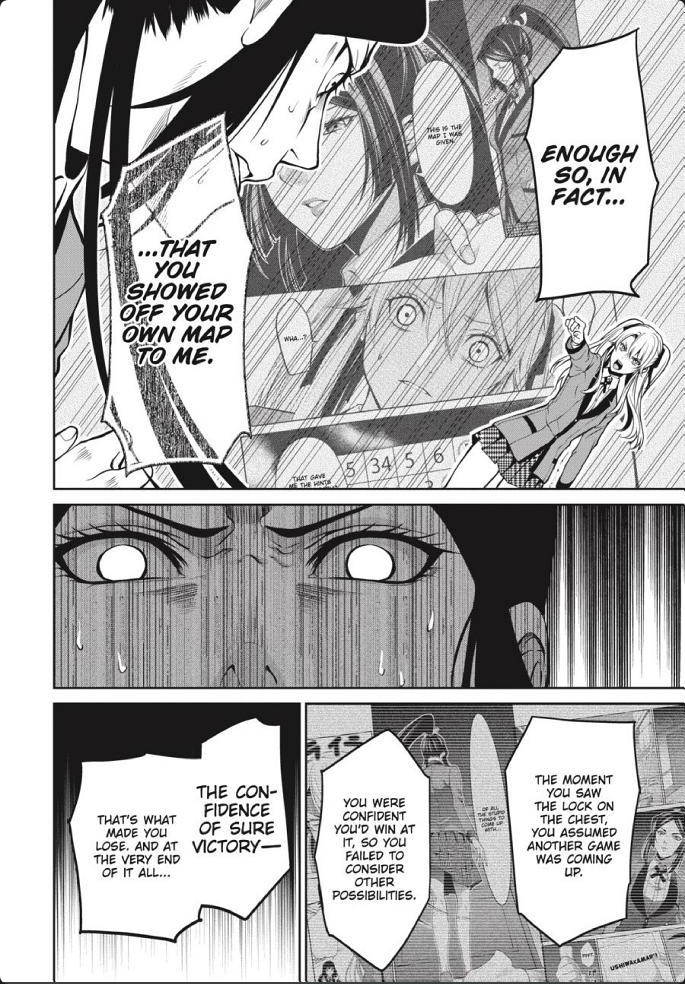 ENOUGH
SO, IN
FACT...
THIS IS THE
MAP I WAS
GIVEN.
...THAT
YOU
SHOWED
OFF YOUR
OWN MAP
TO ME.
WHA...?
THAT GAVE
ME THE HINTS
5 34 5 6
THE MOMENT
YOU SAW
THE LOCK ON
THE CHEST,
YOU ASSUMED
ANOTHER GAME
WAS COMING
UP.
OF ALL
THE STUPID
THINGS TO
COME UP
WITH...
YOU WERE
CONFIDENT
YOU'D WIN AT
IT, SO YOU
FAILED TO
CONSIDER
OTHER
POSSIBILITIES.
ライラ
PFFT.
USHIWAKAMARU
THE CON-
FIDENCE
OF SURE
VICTORY—
THAT'S WHAT
MADE YOU
LOSE. AND AT
THE VERY END
OF IT ALL...